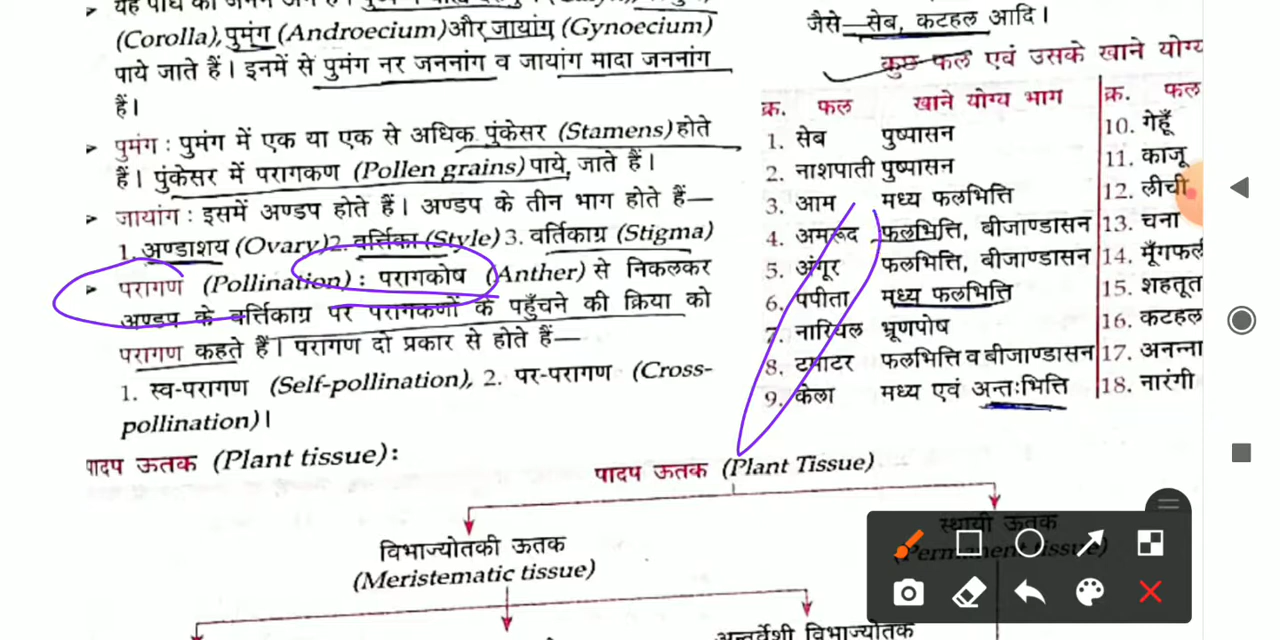 (Corolla), पुमंग (Androecium) और जायांग (Gynoecium)
पाये जाते हैं। इनमें से पुमंग नर जननांग व जायांग मादा जननांग
हैं।
➢ पुमंग : पुमंग में एक या एक से अधिक पुंकेसर (Stamens) होते
हैं। पुंकेसर में परागकण (Pollen grains) पाये जाते हैं।
➢ जायांग : इसमें अण्डप होते हैं। अण्डप के तीन भाग होते हैं—
1. अण्डाशय (Ovary) 2. वर्त्तिका (Style) 3. वर्तिकाग्र (Stigma)
➢ परागण (Pollination) : परागकोष (Anther) से निकलकर
अण्डप के वर्त्तिकाग्र पर परागकणों के पहुँचने की क्रिया को
परागण कहते हैं। परागण दो प्रकार से होते हैं—
1. स्व-परागण (Self-pollination), 2. पर-परागण (Cross-
pollination)।
जैसे—सेब, कटहल आदि।
कुछ फल एवं उसके खाने योग्य
क्र. फल खाने योग्य भाग क्र. फल
1. सेब पुष्पासन 10. गेहूँ
2. नाशपाती पुष्पासन 11. काजू
3. आम मध्य फलभित्ति 12. लीची
4. अमरूद फलभित्ति, बीजाण्डासन 13. चना
5. अंगूर फलभित्ति, बीजाण्डासन 14. मूँगफल
6. पपीता मध्य फलभित्ति 15. शहतूत
7. नारियल भ्रूणपोष 16. कटहल
8. टमाटर फलभित्ति व बीजाण्डासन 17. अनन्ना
9. केला मध्य एवं अन्तःभित्ति 18. नारंगी
पादप ऊतक (Plant tissue) :
पादप ऊतक (Plant Tissue)
विभाज्योतकी ऊतक
(Meristematic tissue)
स्थायी ऊतक
(Permanent tissue)
अन्तर्वेशी विभाज्योतक